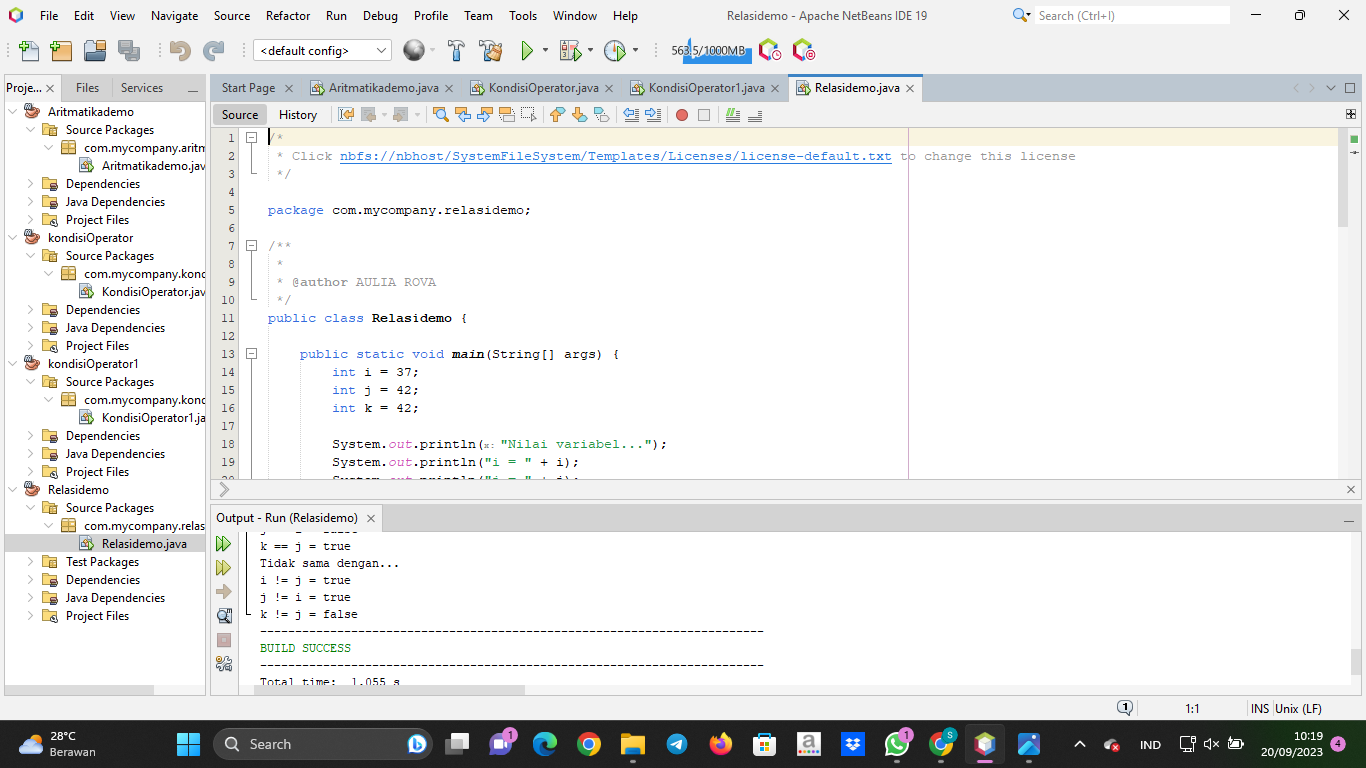 File Edit View Navigate Source Refactor Run Debug Profile Team Tools Window Help Relasidemo - Apache NetBeans IDE 19 Search (Ctrl+I)
<default config> 563,5/1000MB
Proje... Files Services
Start Page Aritmatikademo.java KondisiOperator.java KondisiOperator1.java Relasidemo.java
Source History
Aritmatikademo
Source Packages
com.mycompany.aritm
Aritmatikademo.jav
Dependencies
Java Dependencies
Project Files
kondisiOperator
Source Packages
com.mycompany.kond
KondisiOperator.jav
Dependencies
Java Dependencies
Project Files
kondisiOperator1
Source Packages
com.mycompany.kond
KondisiOperator1.ja
Dependencies
Java Dependencies
Project Files
Relasidemo
Source Packages
com.mycompany.relas
Relasidemo.java
Test Packages
Dependencies
Java Dependencies
Project Files
1 /*
2 * Click nbfs://nbhost/SystemFileSystem/Templates/Licenses/license-default.txt to change this license
3 */
4
5 package com.mycompany.relasidemo;
6
7 /**
8 *
9 * @author AULIA ROVA
10 */
11 public class Relasidemo {
12
13 public static void main(String[] args) {
14 int i = 37;
15 int j = 42;
16 int k = 42;
17
18 System.out.println(x: "Nilai variabel...");
19 System.out.println("i = " + i);
Output - Run (Relasidemo)
k == j = true
Tidak sama dengan...
i != j = true
j != i = true
k != j = false
------------------------------------------------------------------------
BUILD SUCCESS
------------------------------------------------------------------------
Total time: 1.055 s
1 1:1 INS Unix (LF)
28°C
Berawan
Search
1
1
S
IND
10:19
20/09/2023
4